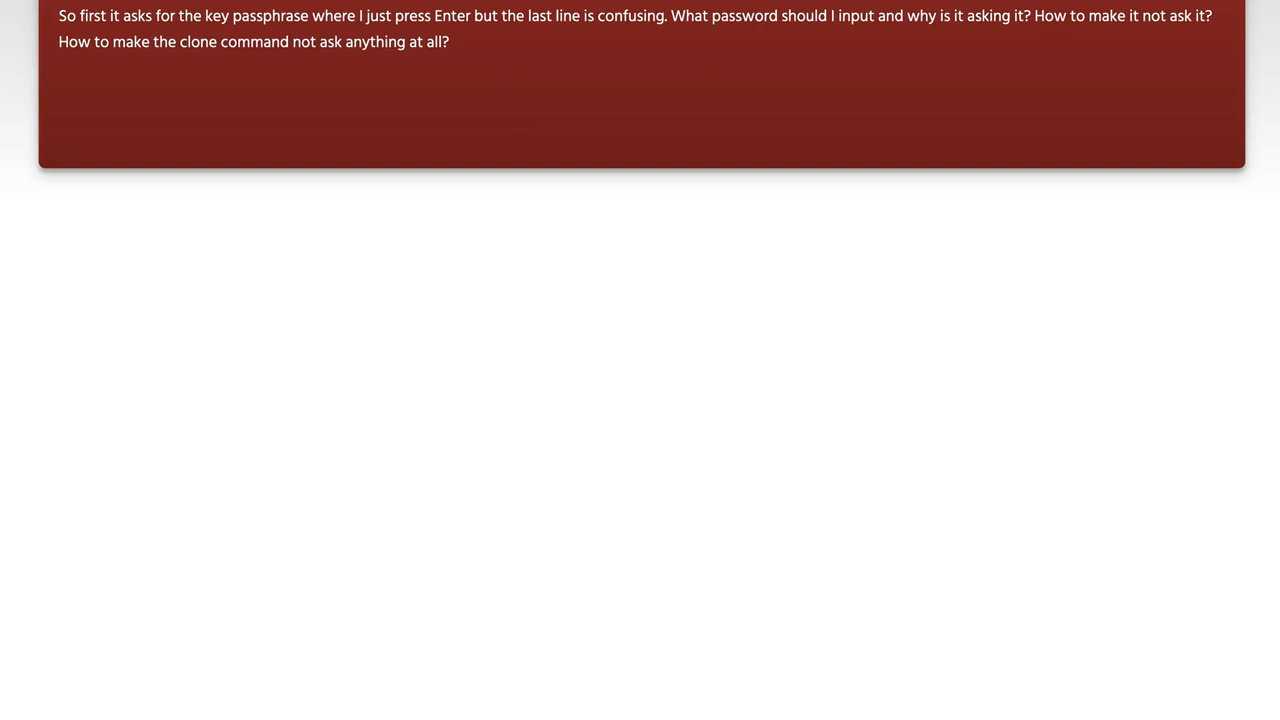 So first it asks for the key passphrase where I just press Enter but the last line is confusing. What password should I input and why is it asking it? How to make it not ask it?
How to make the clone command not ask anything at all?